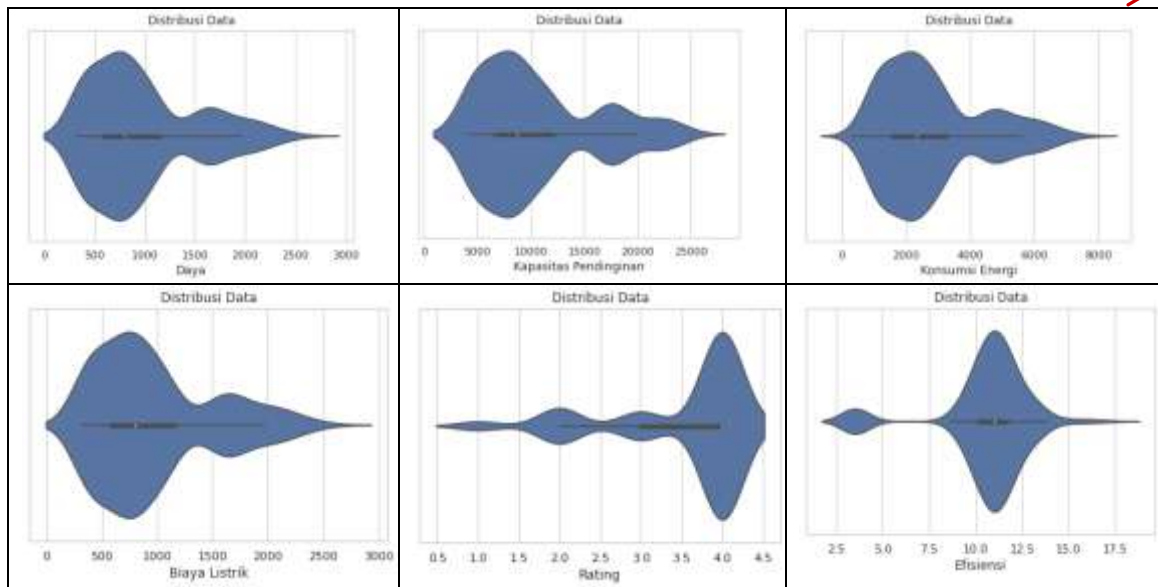 Distribusi Data
0 500 1000 1500 2000 2500 3000
Daya
Distribusi Data
0 5000 10000 15000 20000 25000
Kapasitas Pendinginan
Distribusi Data
0 2000 4000 6000 8000
Konsumsi Energi
Distribusi Data
0 500 1000 1500 2000 2500 3000
Biaya Listrik
Distribusi Data
0.5 1.0 1.5 2.0 2.5 3.0 3.5 4.0 4.5
Rating
Distribusi Data
2.5 5.0 7.5 10.0 12.5 15.0 17.5
Efisiensi